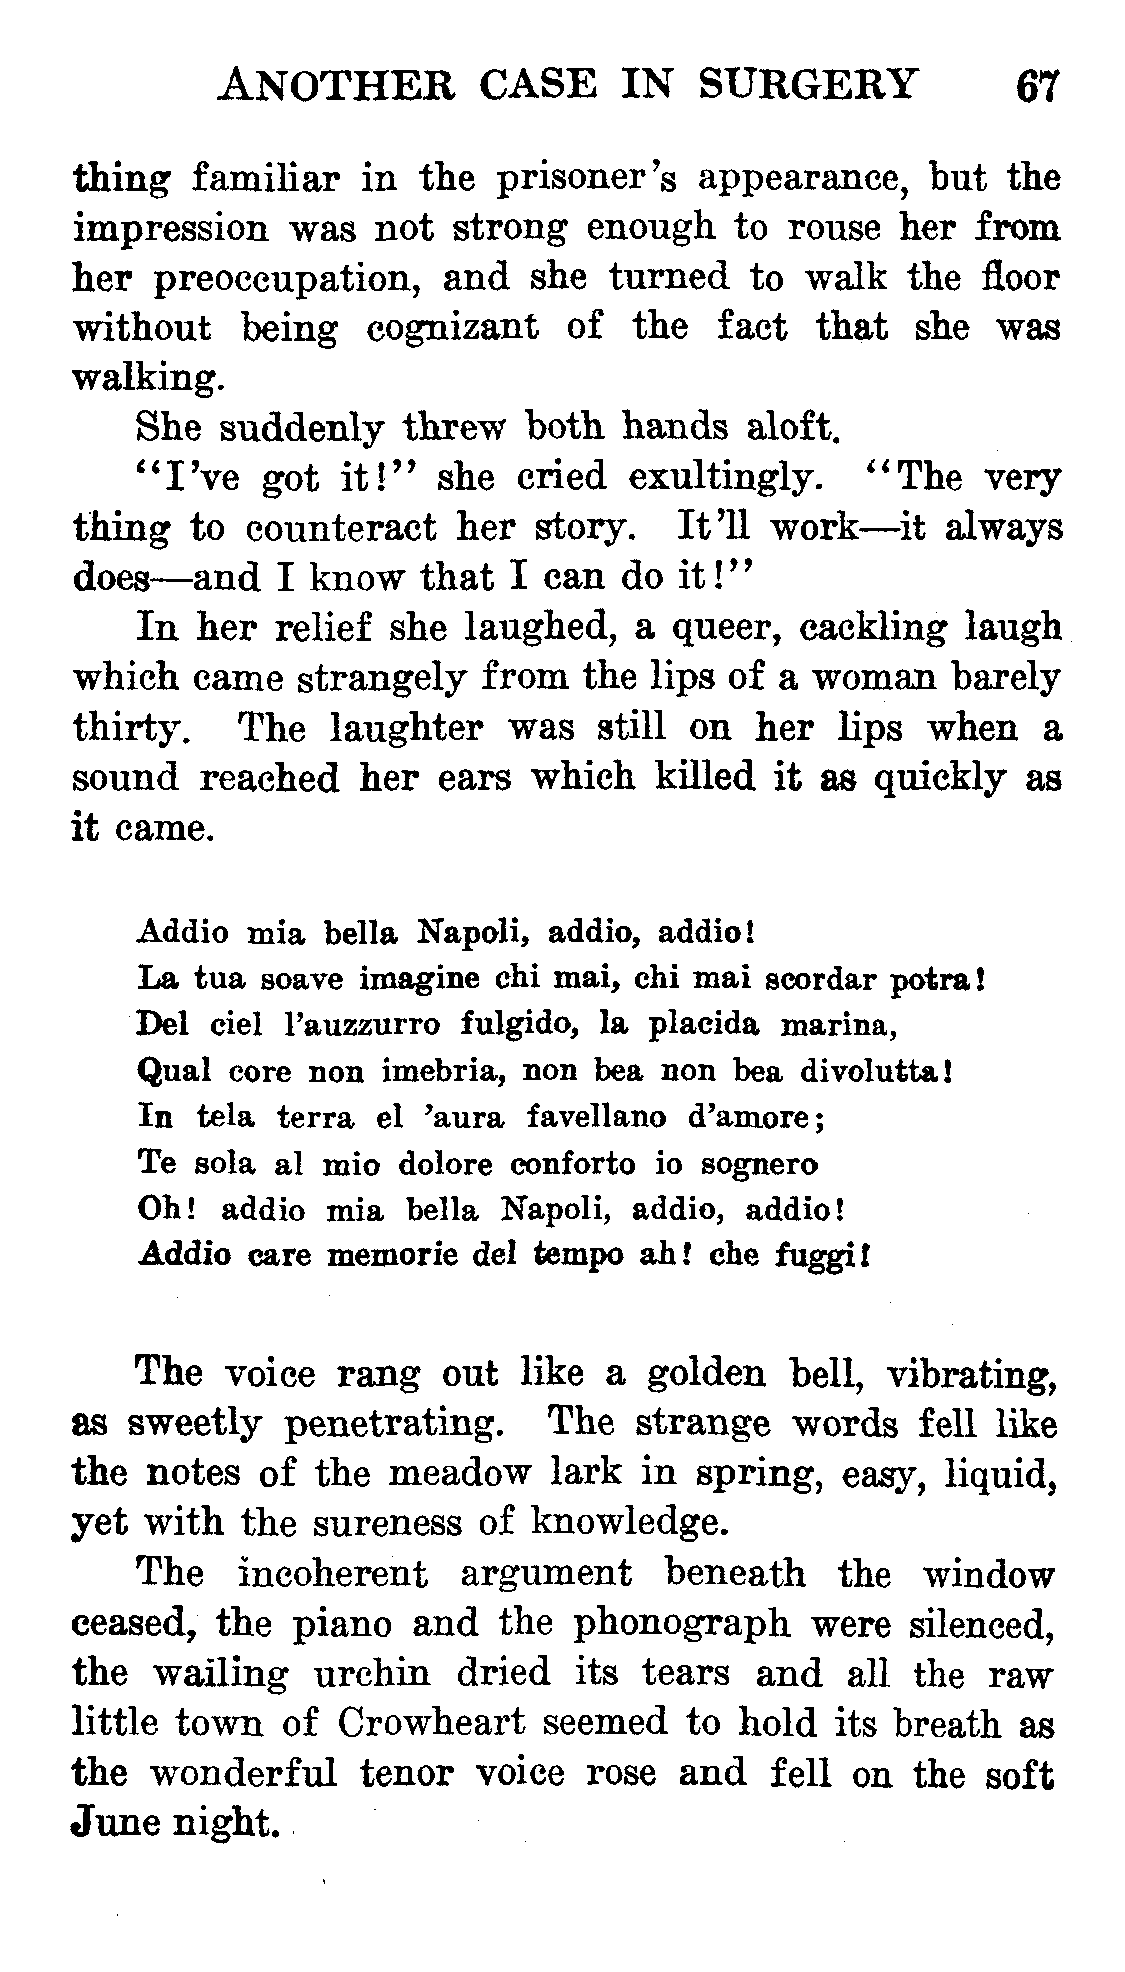 ANOTHER CASE IN SURGERY 67
thing familiar in the prisoner's appearance, but the
impression was not strong enough to rouse her from
her preoccupation, and she turned to walk the floor
without being cognizant of the fact that she was
walking.
She suddenly threw both hands aloft.
"I've got it!" she cried exultingly. "The very
thing to counteract her story. It'll work—it always
does—and I know that I can do it!"
In her relief she laughed, a queer, cackling laugh
which came strangely from the lips of a woman barely
thirty. The laughter was still on her lips when a
sound reached her ears which killed it as quickly as
it came.
Addio mia bella Napoli, addio, addio!
La tua soave imagine chi mai, chi mai scordar potra!
Del ciel l'auzzurro fulgido, la placida marina,
Qual core non imebria, non bea non bea divolutta!
In tela terra el 'aura favellano d'amore;
Te sola al mio dolore conforto io sognero
Oh! addio mia bella Napoli, addio, addio!
Addio care memorie del tempo ah! che fuggi!
The voice rang out like a golden bell, vibrating,
as sweetly penetrating. The strange words fell like
the notes of the meadow lark in spring, easy, liquid,
yet with the sureness of knowledge.
The incoherent argument beneath the window
ceased, the piano and the phonograph were silenced,
the wailing urchin dried its tears and all the raw
little town of Crowheart seemed to hold its breath as
the wonderful tenor voice rose and fell on the soft
June night.